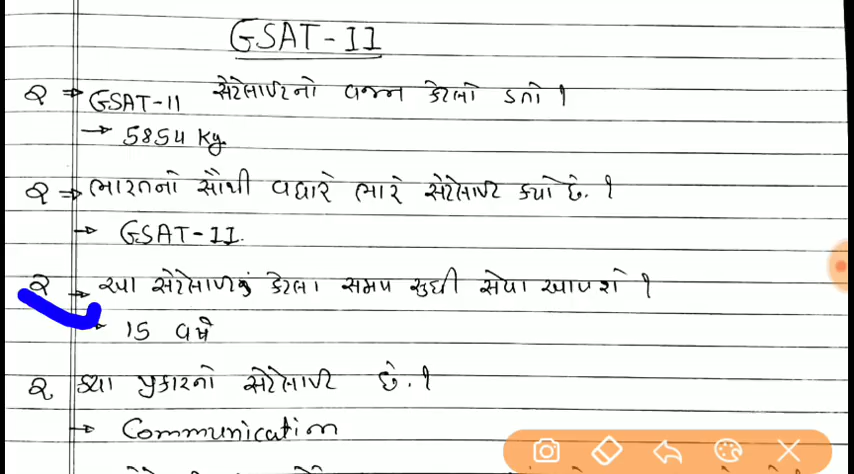 GSAT-II
Q → GSAT-11 સેટેલાઈટનો વજન કેટલો હતો ?
→ 5854 Kg.
Q → ભારતનો સૌથી વધારે ભારે સેટેલાઈટ ક્યો છે. ?
→ GSAT-II.
Q → આ સેટેલાઈટ કેટલા સમય સુધી સેવા આપશે ?
→ 15 વર્ષ
Q. ક્યા પ્રકારનો સેટેલાઈટ છે. ?
→ Communication